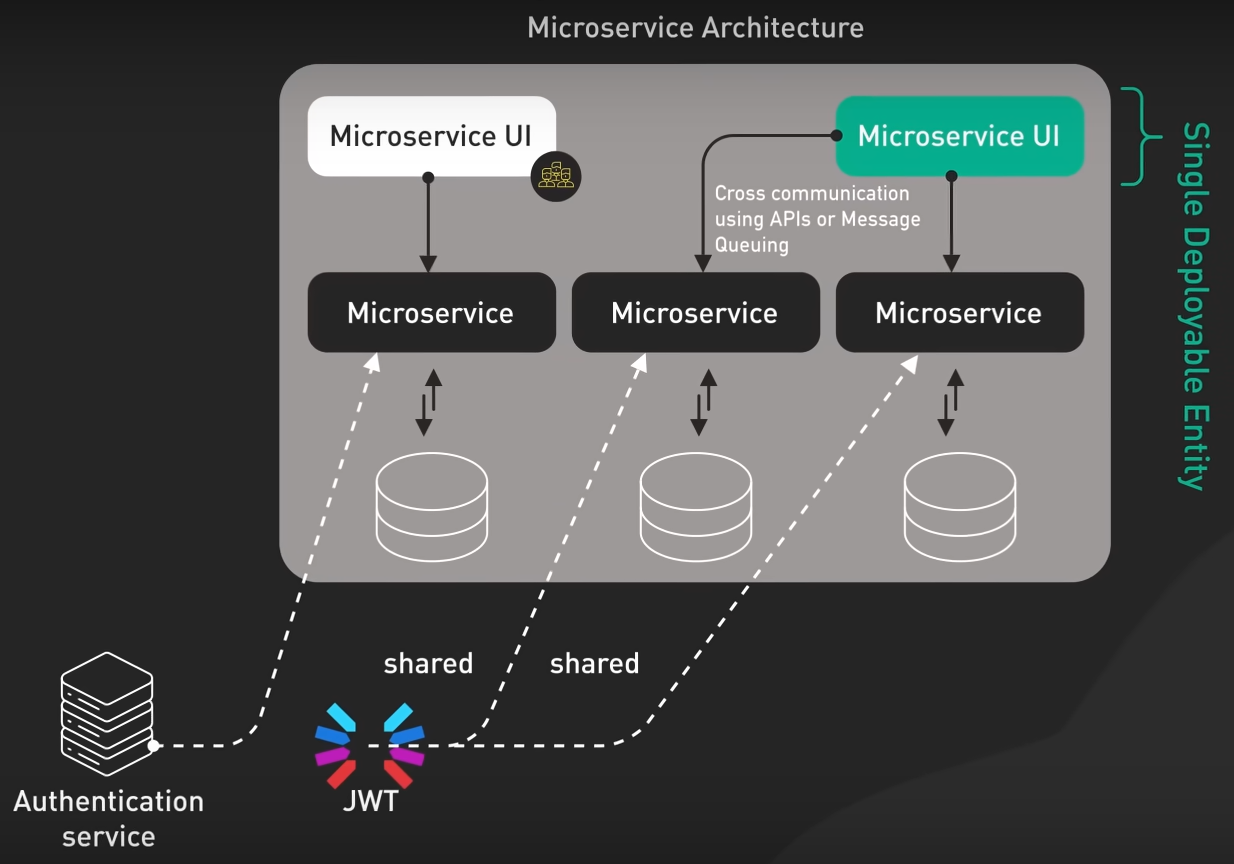 Microservice Architecture
Microservice UI
Microservice UI
Cross communication
using APIs or Message
Queuing
Microservice
Microservice
Microservice
Single Deployable Entity
shared
shared
JWT
Authentication
service